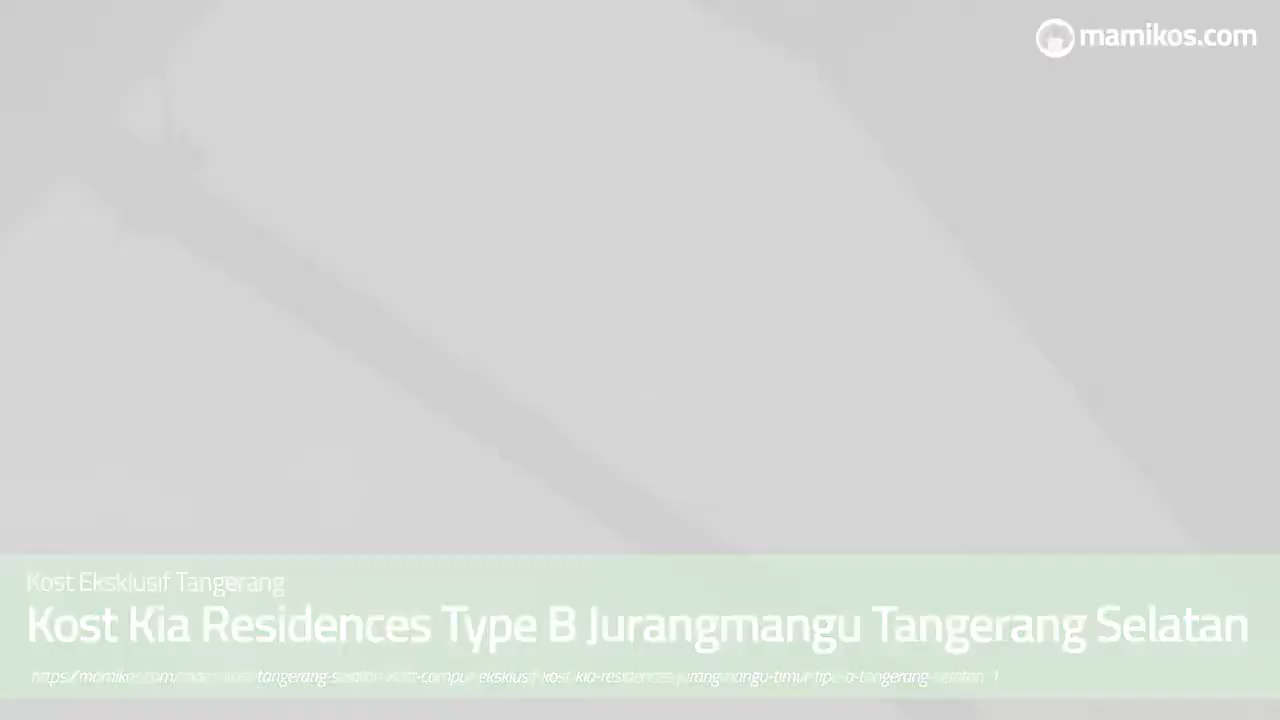 mamikos.com
Kost Eksklusif Tangerang
Kost Kia Residences Type B Jurangmangu Tangerang Selatan